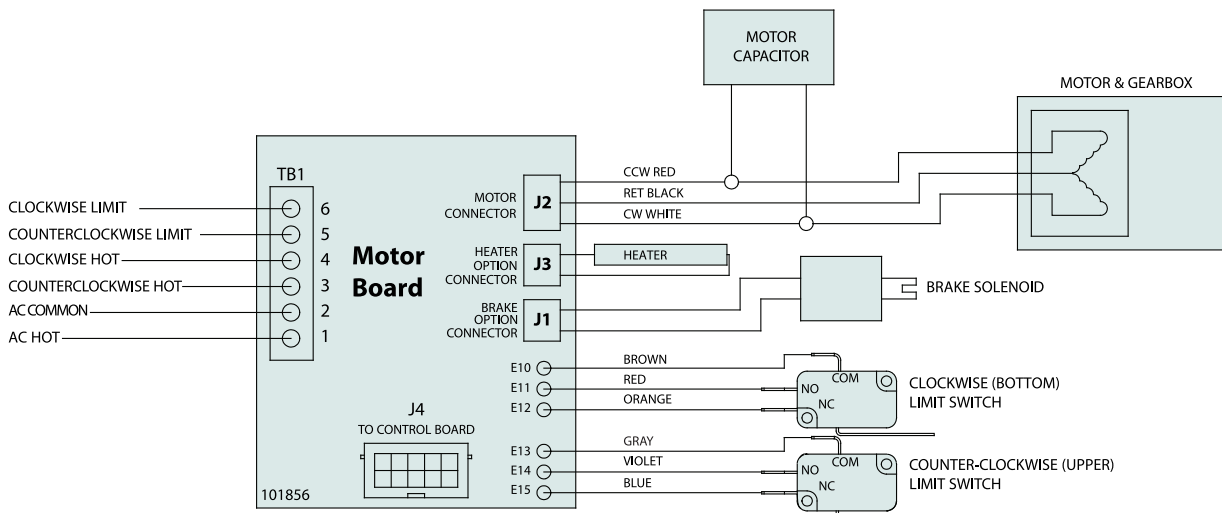 MOTOR
CAPACITOR
MOTOR & GEARBOX
TB1
CLOCKWISE LIMIT
6
COUNTERCLOCKWISE LIMIT
5
CLOCKWISE HOT
4
COUNTERCLOCKWISE HOT
3
AC COMMON
2
AC HOT
1
Motor
Board
MOTOR
CONNECTOR
J2
CCW RED
RET BLACK
CW WHITE
HEATER
OPTION
CONNECTOR
J3
HEATER
BRAKE
OPTION
CONNECTOR
J1
BRAKE SOLENOID
E10
BROWN
E11
RED
E12
ORANGE
COM
NO
NC
CLOCKWISE (BOTTOM)
LIMIT SWITCH
J4
TO CONTROL BOARD
E13
GRAY
E14
VIOLET
E15
BLUE
COM
NO
NC
COUNTER-CLOCKWISE (UPPER)
LIMIT SWITCH
101856